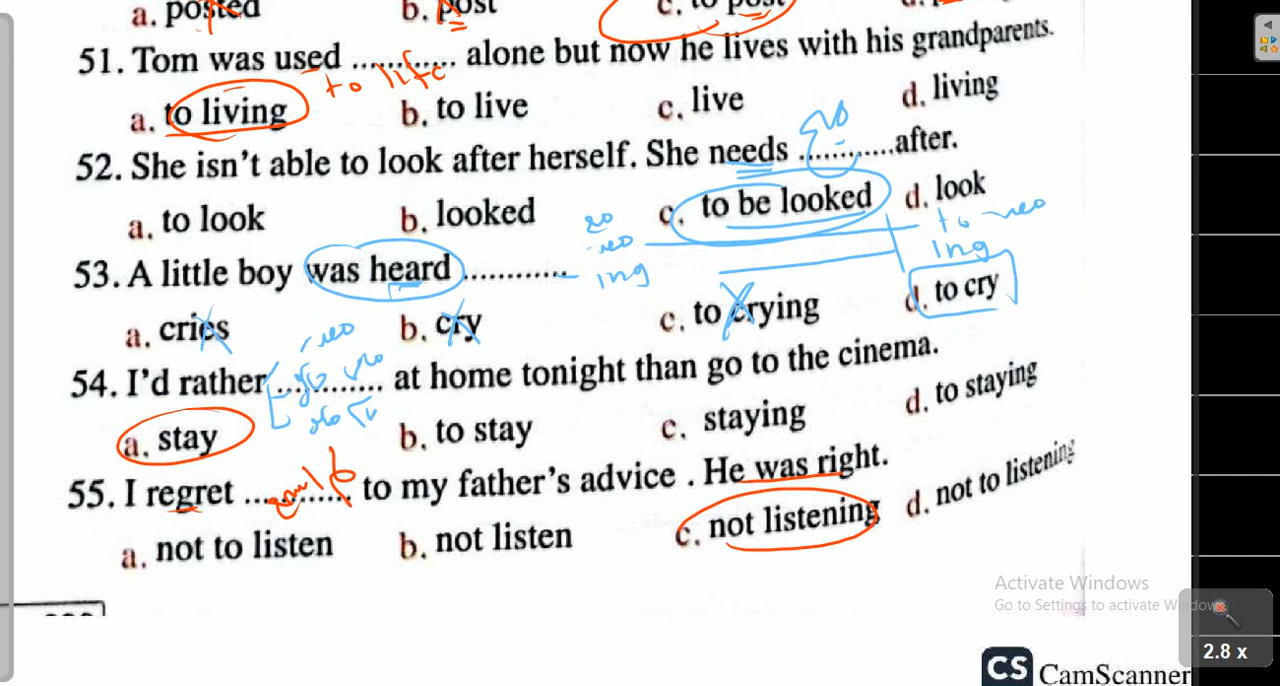 a. posted b. post c. to post d.
51. Tom was used ............ alone but now he lives with his grandparents.
to life
a. to living b. to live c. live d. living
52. She isn't able to look after herself. She needs ............after.
a. to look b. looked c. to be looked d. look
ing
ing
53. A little boy was heard ............
a. cries b. cry c. to crying d. to cry
54. I'd rather ............ at home tonight than go to the cinema.
a. stay b. to stay c. staying d. to staying
55. I regret ............ to my father's advice . He was right.
a. not to listen b. not listen c. not listening d. not to listening
Activate Windows
Go to Settings to activate Windows
2.8 x
CS CamScanner